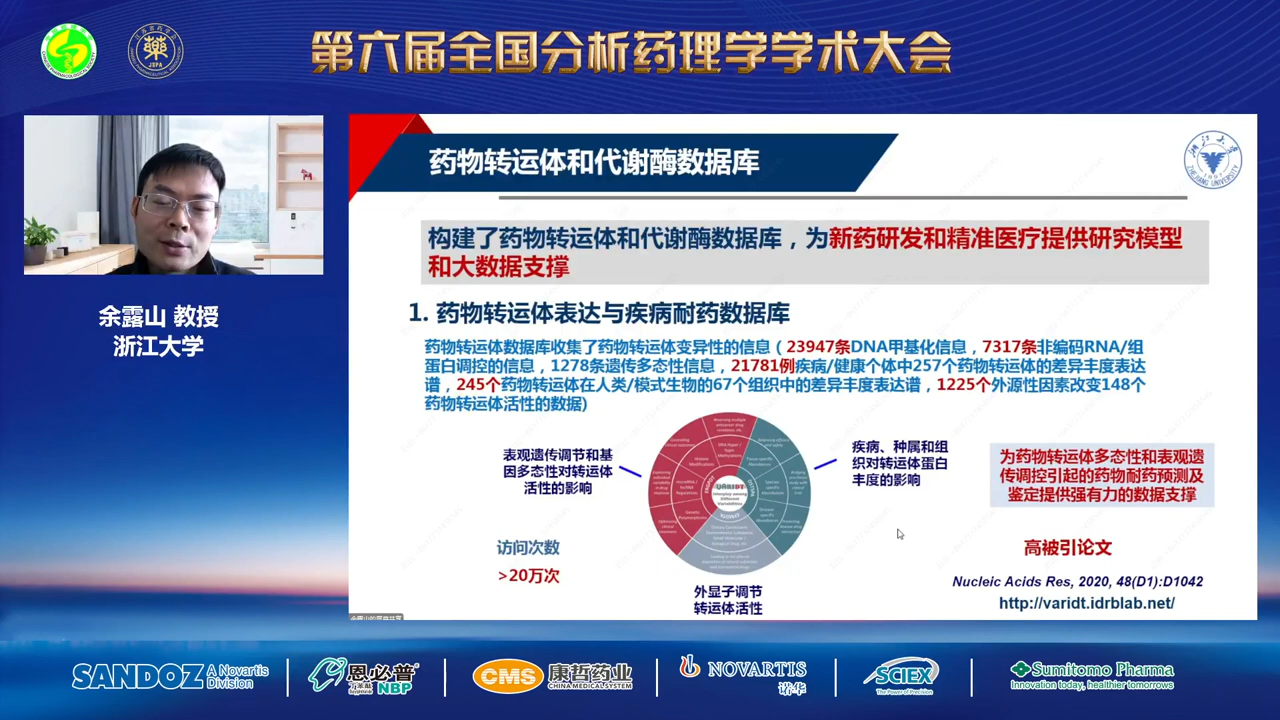 第六届全国分析药理学学术大会
JSPA
余露山 教授
浙江大学
药物转运体和代谢酶数据库
浙江大学
1897
ZHEJIANG UNIVERSITY
构建了药物转运体和代谢酶数据库，为新药研发和精准医疗提供研究模型
和大数据支撑
1. 药物转运体表达与疾病耐药数据库
药物转运体数据库收集了药物转运体变异性的信息（23947条DNA甲基化信息，7317条非编码RNA/组
蛋白调控的信息，1278条遗传多态性信息，21781例疾病/健康个体中257个药物转运体的差异丰度表达
谱，245个药物转运体在人类/模式生物的67个组织中的差异丰度表达谱，1225个外源性因素改变148个
药物转运体活性的数据)
表观遗传调节和基
因多态性对转运体
活性的影响
VARIDT
疾病、种属和组
织对转运体蛋白
丰度的影响
为药物转运体多态性和表观遗
传调控引起的药物耐药预测及
鉴定提供强有力的数据支撑
访问次数
>20万次
外显子调节
转运体活性
高被引论文
Nucleic Acids Res, 2020, 48(D1):D1042
http://varidt.idrblab.net/
SANDOZ A Novartis
Division
恩必普
NBP
CMS 康哲药业
CHINA MEDICAL SYSTEM
NOVARTIS
诺华
SCIEX
The Power of Precision
Sumitomo Pharma
Innovation today, healthier tomorrows